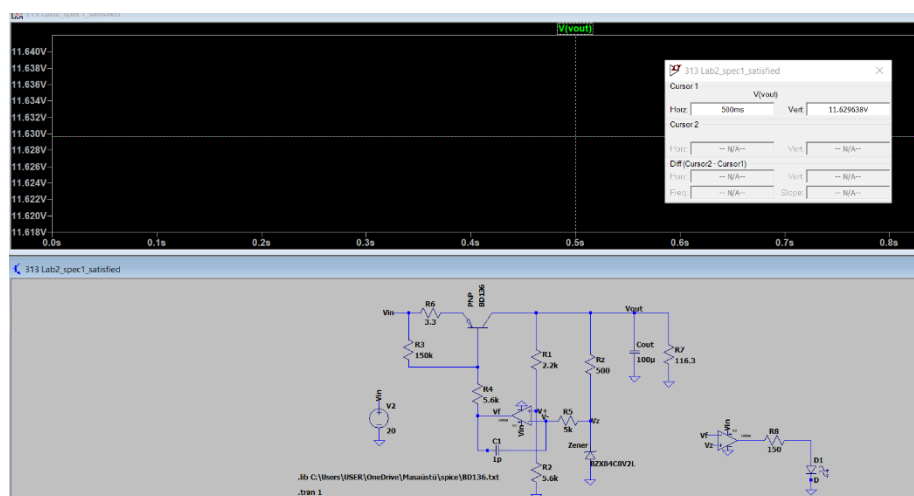 313 Lab2_spec1_satisfied
V(vout)
11.640V
11.638V
11.636V
11.634V
11.632V
11.630V
11.628V
11.626V
11.624V
11.622V
11.620V
11.618V
0.0s 0.1s 0.2s 0.3s 0.4s 0.5s 0.6s 0.7s 0.8s
313 Lab2_spec1_satisfied
Cursor 1
V(vout)
Horz: 500ms Vert: 11.629638V
Cursor 2
Horz: -- N/A-- Vert: -- N/A--
Diff (Cursor2 - Cursor1)
Horz: -- N/A-- Vert: -- N/A--
Freq: -- N/A-- Slope: -- N/A--
313 Lab2_spec1_satisfied
PNP
BD136
Vin
R6
3.3
Vout
R3
150k
R1
2.2k
Rz
500
Cout
100µ
R7
116.3
R4
5.6k
Vin
V2
20
Vf
V+
V-
Vin
R5
5k
Vz
C1
1p
Zener
BZX84C8V2L
R2
5.6k
Vin
Vf
Vz
R8
150
D1
D
.lib C:\Users\USER\OneDrive\Masaüstü\spice\BD136.txt
.tran 1